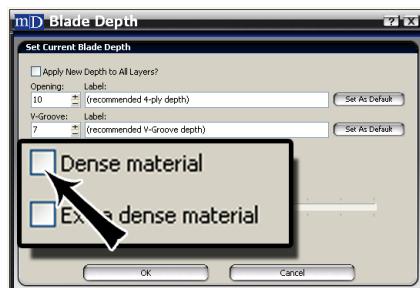 mD Blade Depth
Set Current Blade Depth
Apply New Depth to All Layers?
Opening: Label:
10 (recommended 4-ply depth) Set As Default
V-Groove: Label:
7 (recommended V-Groove depth) Set As Default
Dense material
dense material
OK Cancel